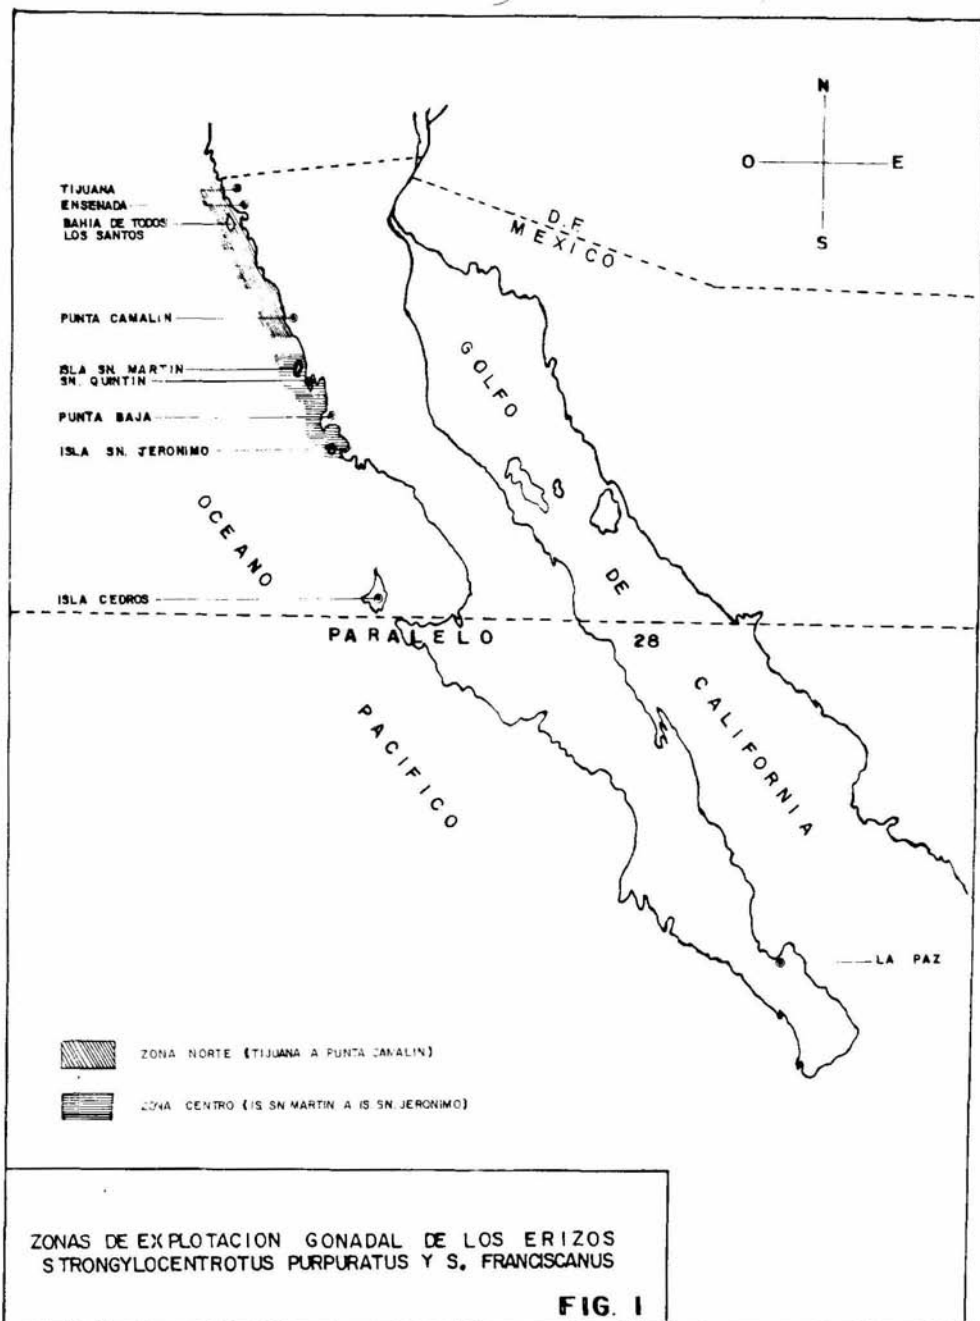 N
O
E
S
TIJUANA
ENSENADA
BAHIA DE TODOS
LOS SANTOS
PUNTA CAMALIN
ISLA SN. MARTIN
SN. QUINTIN
PUNTA BAJA
ISLA SN. JERONIMO
ISLA CEDROS
D.F.
MEXICO
GOLFO
DE
CALIFORNIA
OCEANO
PACIFICO
PARALELO 28
LA PAZ
ZONA NORTE (TIJUANA A PUNTA CAMALIN)
ZONA CENTRO (IS. SN MARTIN A IS. SN. JERONIMO)
ZONAS DE EXPLOTACION GONADAL DE LOS ERIZOS
STRONGYLOCENTROTUS PURPURATUS Y S. FRANCISCANUS
FIG. I